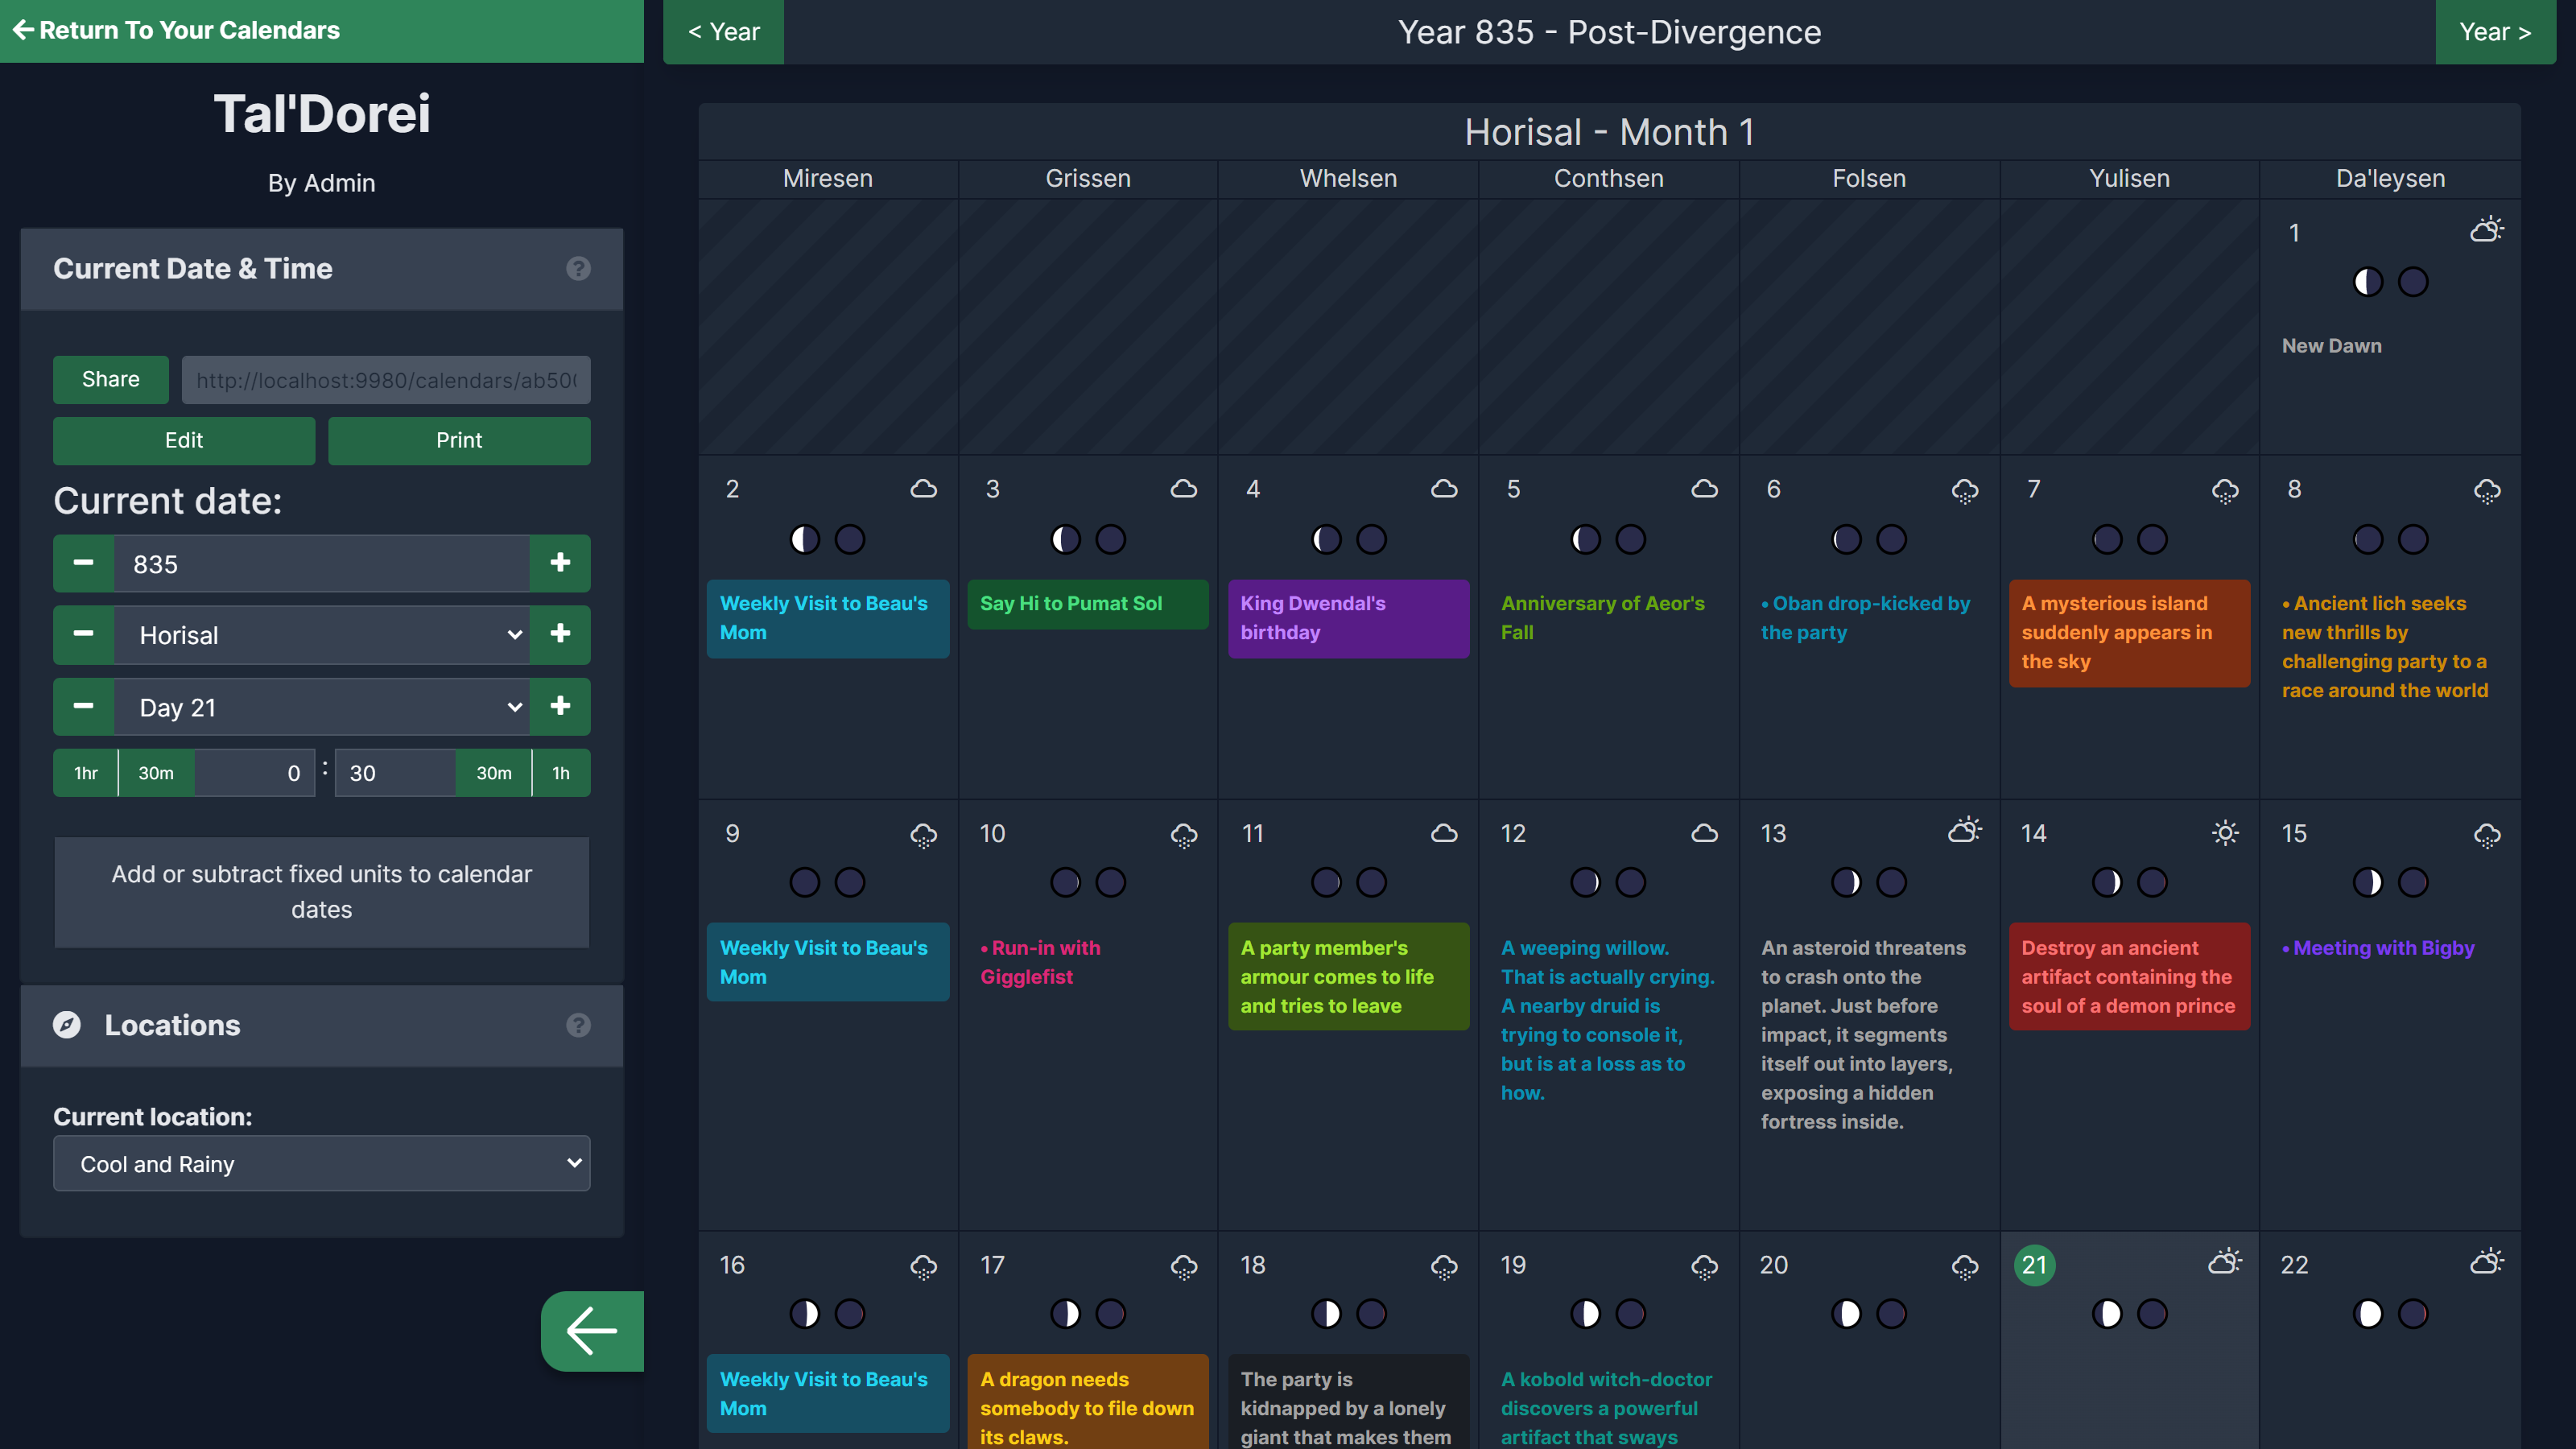 Return To Your Calendars
Tal'Dorei
By Admin
Current Date & Time
?
Share
http://localhost:9980/calendars/ab50
Edit
Print
Current date:
835
Horisal
Day 21
1hr
30m
0
:
30
30m
1h
Add or subtract fixed units to calendar
dates
Locations
?
Current location:
Cool and Rainy
< Year
Year 835 - Post-Divergence
Year >
Horisal - Month 1
Miresen
Grissen
Whelsen
Conthsen
Folsen
Yulisen
Da'leysen
1
New Dawn
2
Weekly Visit to Beau's
Mom
3
Say Hi to Pumat Sol
4
King Dwendal's
birthday
5
Anniversary of Aeor's
Fall
6
• Oban drop-kicked by
the party
7
A mysterious island
suddenly appears in
the sky
8
• Ancient lich seeks
new thrills by
challenging party to a
race around the world
9
Weekly Visit to Beau's
Mom
10
• Run-in with
Gigglefist
11
A party member's
armour comes to life
and tries to leave
12
A weeping willow.
That is actually crying.
A nearby druid is
trying to console it,
but is at a loss as to
how.
13
An asteroid threatens
to crash onto the
planet. Just before
impact, it segments
itself out into layers,
exposing a hidden
fortress inside.
14
Destroy an ancient
artifact containing the
soul of a demon prince
15
• Meeting with Bigby
16
Weekly Visit to Beau's
Mom
17
A dragon needs
somebody to file down
its claws.
18
The party is
kidnapped by a lonely
giant that makes them
19
A kobold witch-doctor
discovers a powerful
artifact that sways
20
21
22